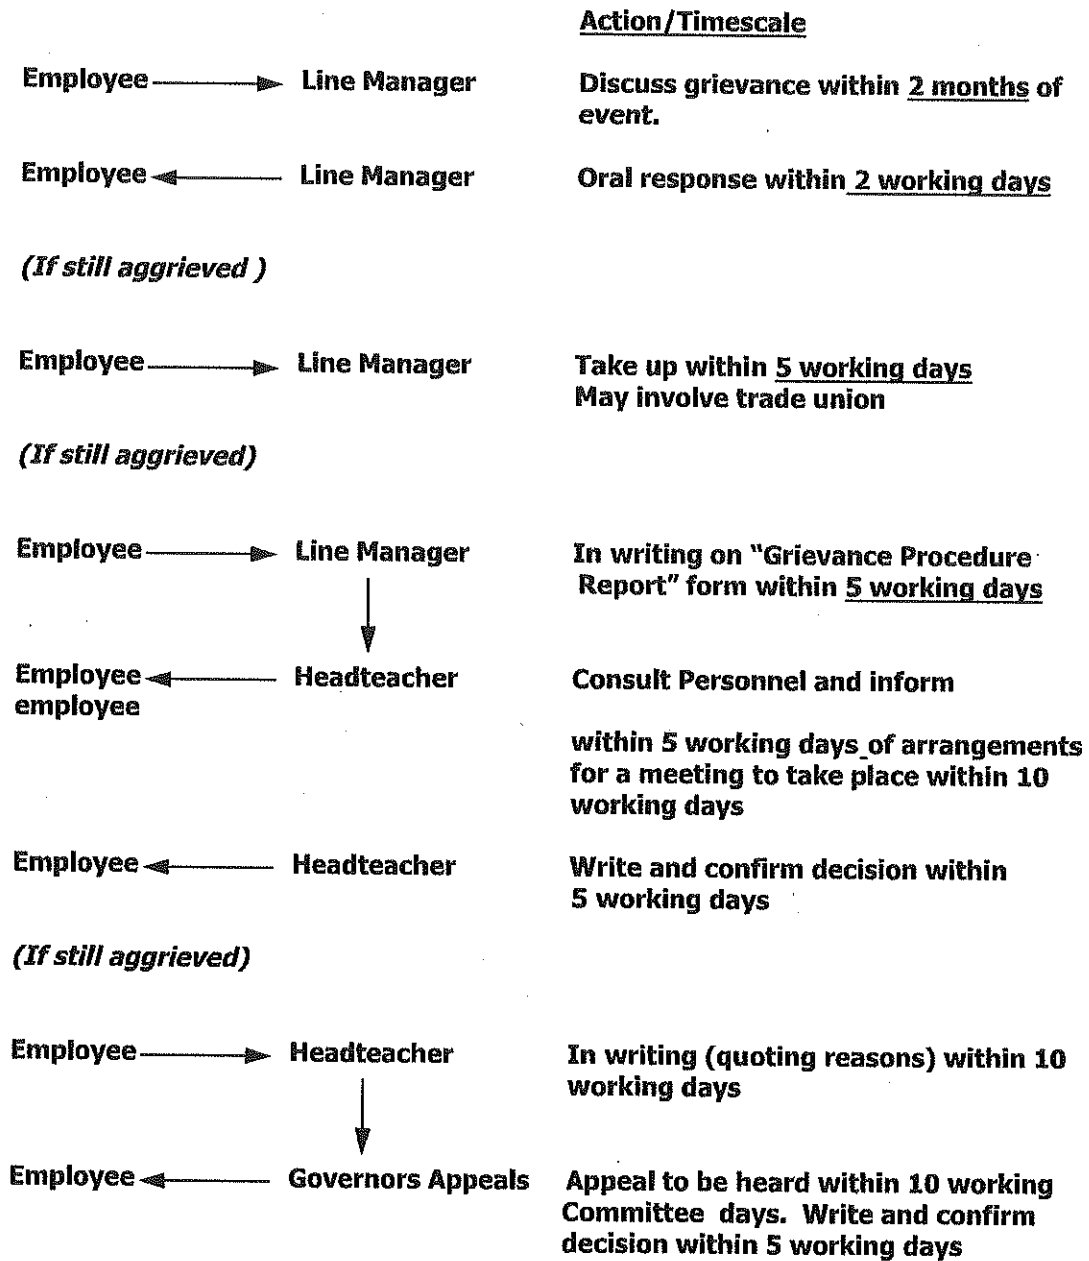 Action/Timescale
Employee Line Manager Discuss grievance within 2 months of
event.
Employee Line Manager Oral response within 2 working days
(If still aggrieved )
Employee Line Manager Take up within 5 working days
May involve trade union
(If still aggrieved)
Employee Line Manager In writing on "Grievance Procedure
Report" form within 5 working days
Employee Headteacher Consult Personnel and inform
employee
within 5 working days of arrangements
for a meeting to take place within 10
working days
Employee Headteacher Write and confirm decision within
5 working days
(If still aggrieved)
Employee Headteacher In writing (quoting reasons) within 10
working days
Employee Governors Appeals Appeal to be heard within 10 working
Committee days. Write and confirm
decision within 5 working days